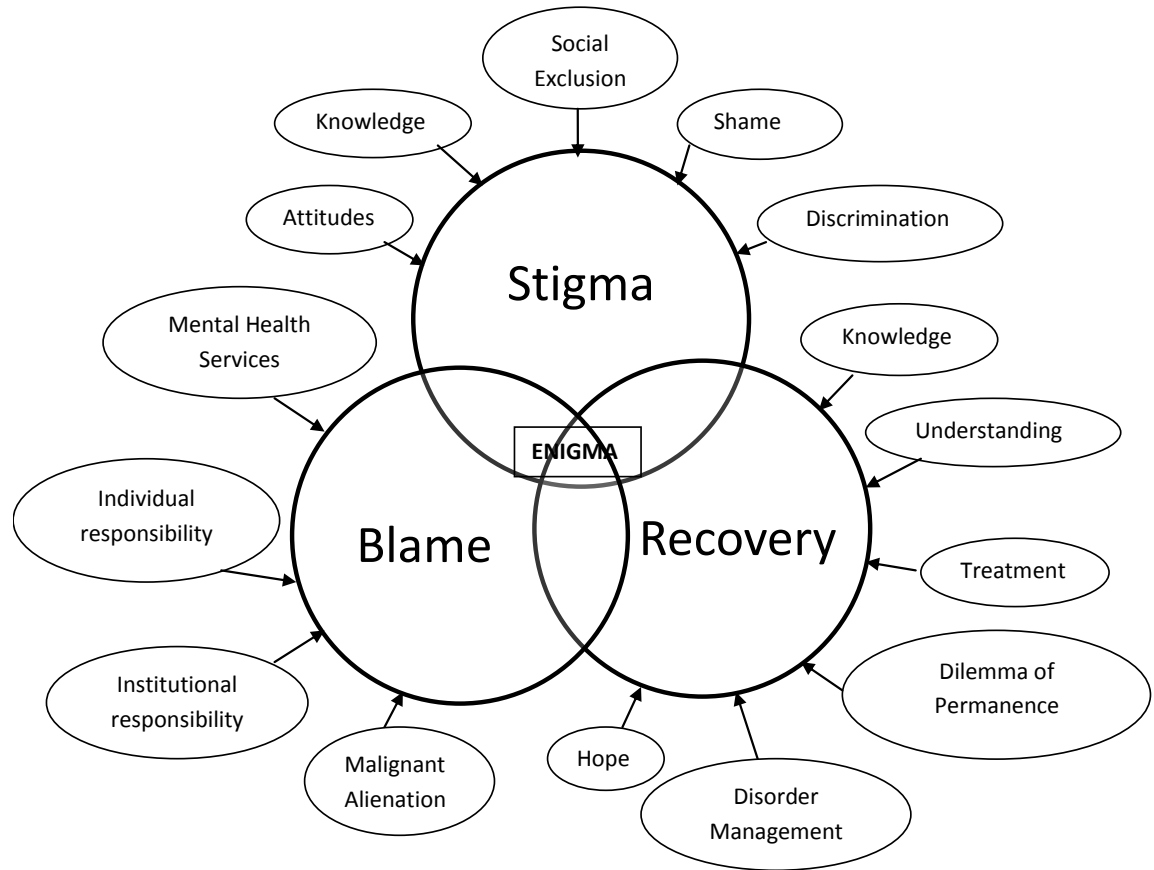 Social
Exclusion
Knowledge
Shame
Attitudes
Discrimination
Stigma
Mental Health
Services
Knowledge
Understanding
ENIGMA
Individual
responsibility
Blame
Recovery
Treatment
Institutional
responsibility
Dilemma of
Permanence
Malignant
Alienation
Hope
Disorder
Management